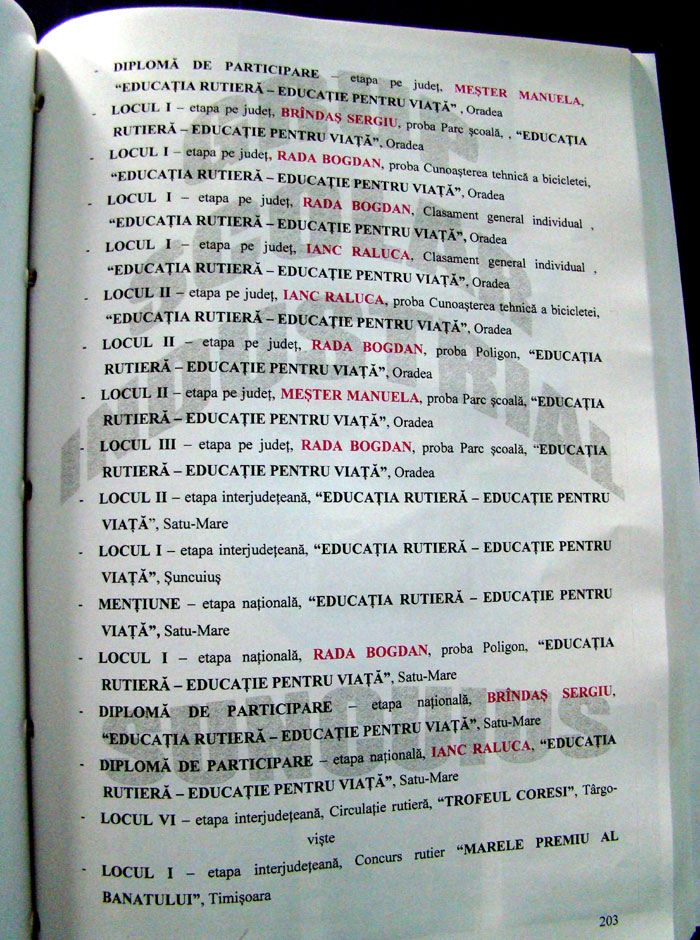 - DIPLOMĂ DE PARTICIPARE – etapa pe județ, MEȘTER MANUELA,
“EDUCAȚIA RUTIERĂ – EDUCAȚIE PENTRU VIAȚĂ” , Oradea
- LOCUL I – etapa pe județ, BRÎNDAȘ SERGIU, proba Parc școală, , “EDUCAȚIA
RUTIERĂ – EDUCAȚIE PENTRU VIAȚĂ”, Oradea
- LOCUL I – etapa pe județ, RADA BOGDAN, proba Cunoașterea tehnică a bicicletei,
“EDUCAȚIA RUTIERĂ – EDUCAȚIE PENTRU VIAȚĂ”, Oradea
- LOCUL I – etapa pe județ, RADA BOGDAN, Clasament general individual ,
“EDUCAȚIA RUTIERĂ – EDUCAȚIE PENTRU VIAȚĂ”, Oradea
- LOCUL I – etapa pe județ, IANC RALUCA, Clasament general individual ,
“EDUCAȚIA RUTIERĂ – EDUCAȚIE PENTRU VIAȚĂ”, Oradea
- LOCUL II – etapa pe județ, IANC RALUCA, proba Cunoașterea tehnică a bicicletei,
“EDUCAȚIA RUTIERĂ – EDUCAȚIE PENTRU VIAȚĂ”, Oradea
- LOCUL II – etapa pe județ, RADA BOGDAN, proba Poligon, “EDUCAȚIA
RUTIERĂ – EDUCAȚIE PENTRU VIAȚĂ”, Oradea
- LOCUL II – etapa pe județ, MEȘTER MANUELA, proba Parc școală, “EDUCAȚIA
RUTIERĂ – EDUCAȚIE PENTRU VIAȚĂ”, Oradea
- LOCUL III – etapa pe județ, RADA BOGDAN, proba Parc școală, “EDUCAȚIA
RUTIERĂ – EDUCAȚIE PENTRU VIAȚĂ”, Oradea
- LOCUL II – etapa interjudețeană, “EDUCAȚIA RUTIERĂ – EDUCAȚIE PENTRU
VIAȚĂ”, Satu-Mare
- LOCUL I – etapa interjudețeană, “EDUCAȚIA RUTIERĂ – EDUCAȚIE PENTRU
VIAȚĂ”, Șuncuiuș
- MENȚIUNE – etapa națională, “EDUCAȚIA RUTIERĂ – EDUCAȚIE PENTRU
VIAȚĂ”, Satu-Mare
- LOCUL I – etapa națională, RADA BOGDAN, proba Poligon, “EDUCAȚIA
RUTIERĂ – EDUCAȚIE PENTRU VIAȚĂ”, Satu-Mare
- DIPLOMĂ DE PARTICIPARE – etapa națională, BRÎNDAȘ SERGIU,
“EDUCAȚIA RUTIERĂ – EDUCAȚIE PENTRU VIAȚĂ”, Satu-Mare
- DIPLOMĂ DE PARTICIPARE – etapa națională, IANC RALUCA, “EDUCAȚIA
RUTIERĂ – EDUCAȚIE PENTRU VIAȚĂ”, Satu-Mare
- LOCUL VI – etapa interjudețeană, Circulație rutieră, “TROFEUL CORESI”, Târgo-
viște
- LOCUL I – etapa interjudețeană, Concurs rutier “MARELE PREMIU AL
BANATULUI”, Timișoara
203
INDUSTRIAL